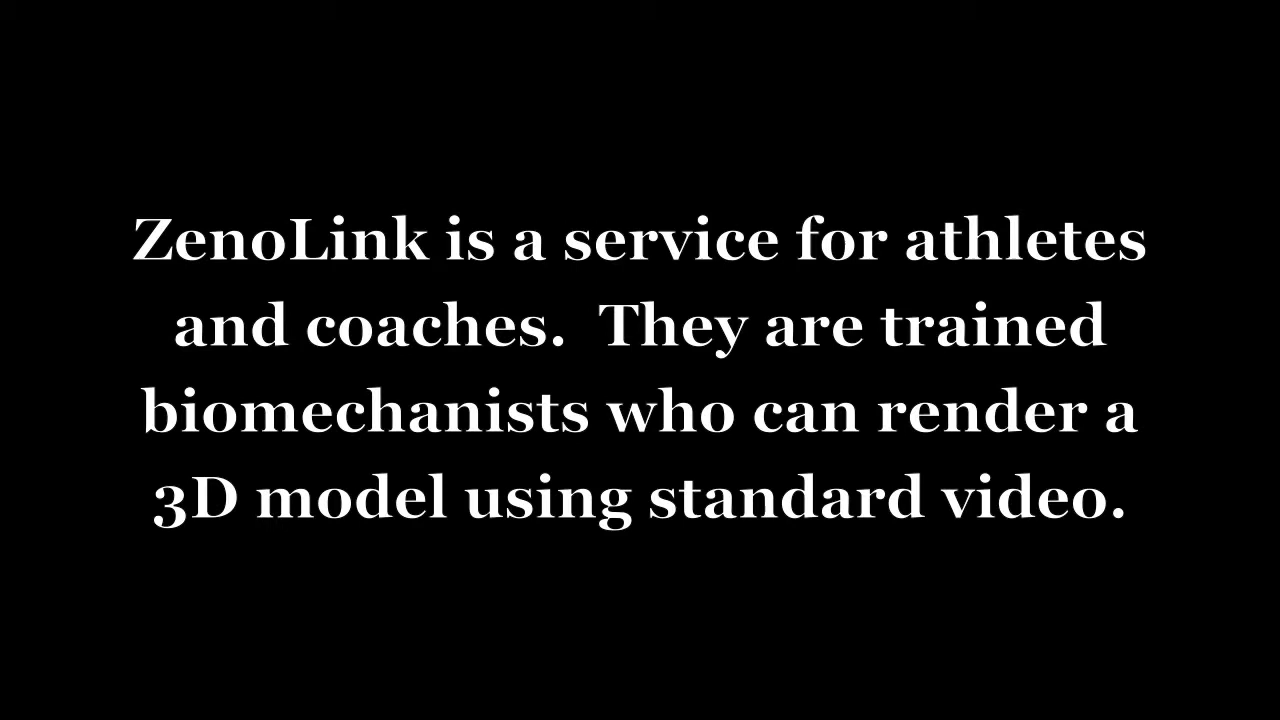 ZenoLink is a service for athletes
and coaches.  They are trained
biomechanists who can render a
3D model using standard video.